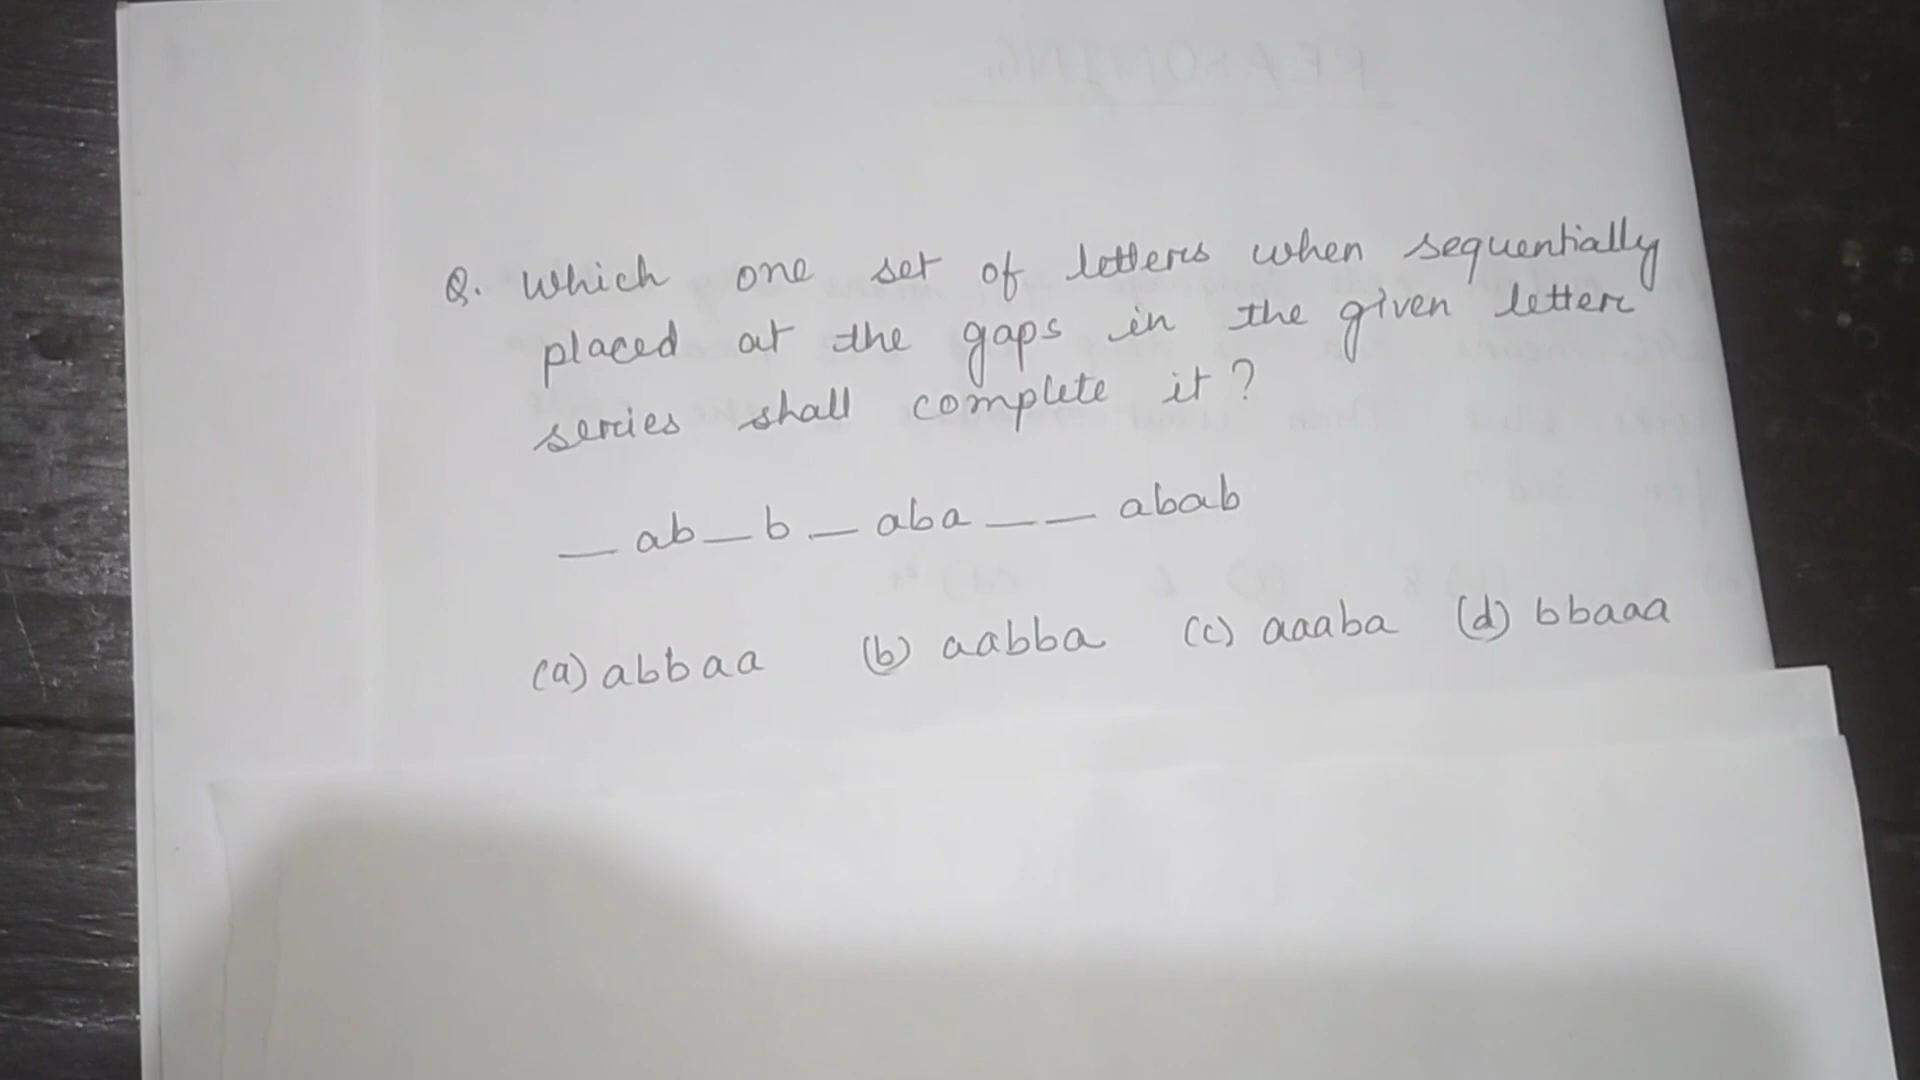 Q. Which one set of letters when sequentially
placed at the gaps in the given letter
series shall complete it?
_ ab _ b _ aba _ _ abab
(a) abbaa (b) aabba (c) aaaba (d) bbaaa